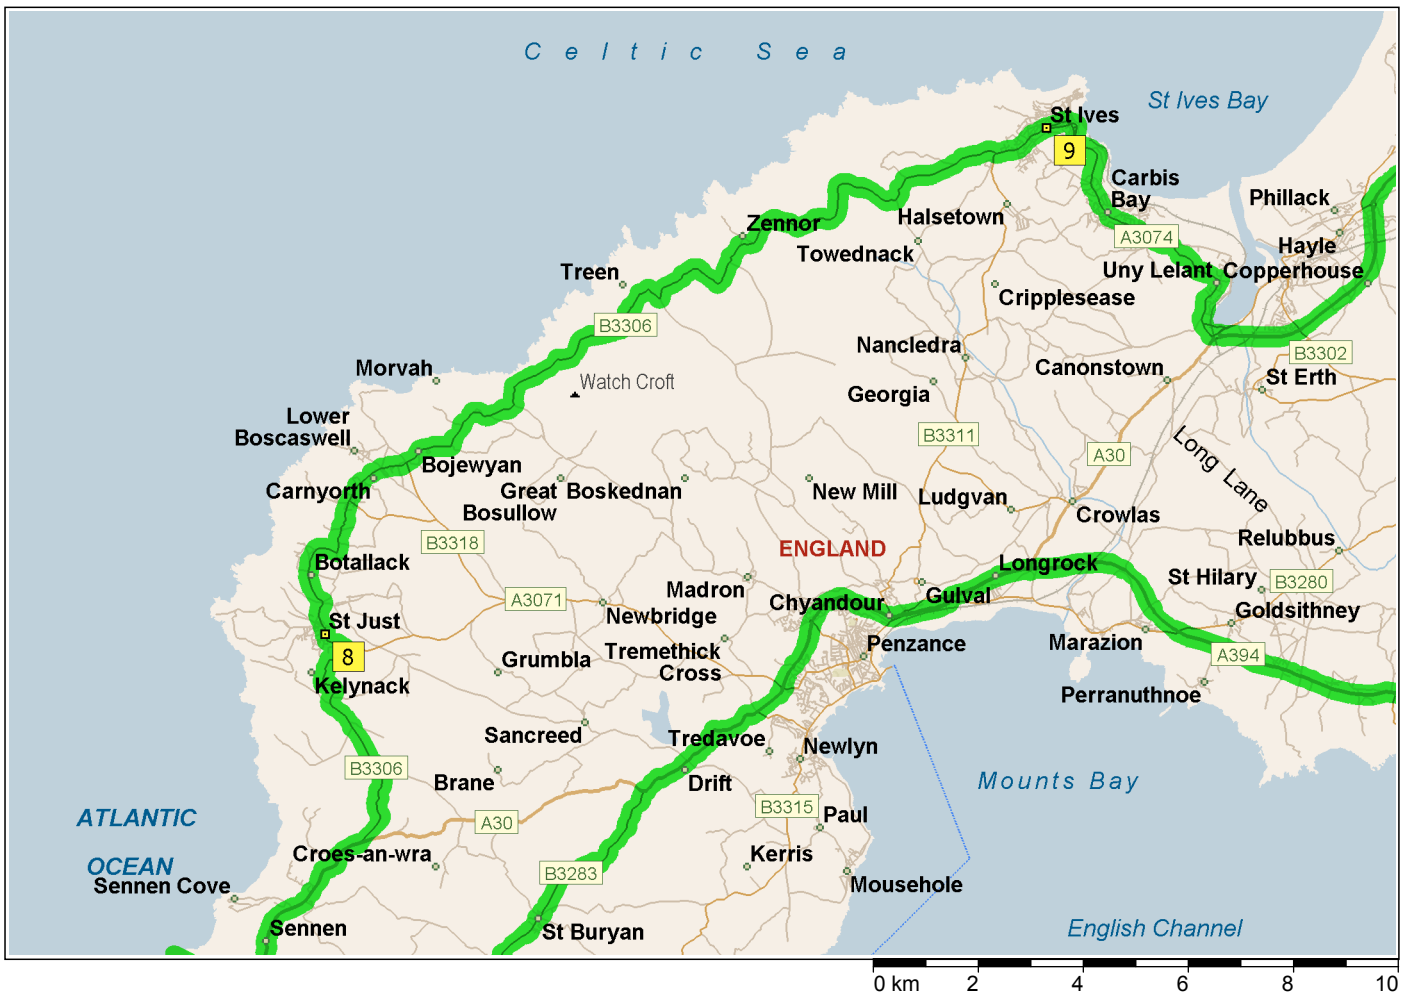 Celtic Sea
St Ives Bay
St Ives
9
Carbis
Bay
Phillack
Halsetown
Zennor
A3074
Hayle
Towednack
Treen
Uny Lelant
Copperhouse
Cripplesease
B3306
Nancledra
B3302
Morvah
Watch Croft
Canonstown
St Erth
Georgia
Lower
Boscaswell
B3311
A30
Long Lane
Bojewyan
Carnyorth
Great
Bosullow
Boskednan
New Mill
Ludgvan
Crowlas
B3318
ENGLAND
Relubbus
Botallack
Longrock
St Hilary
B3280
Madron
A3071
Chyandour
Gulval
Goldsithney
Newbridge
St Just
Penzance
Marazion
8
Grumbla
Tremethick
Cross
A394
Kelynack
Perranuthnoe
Sancreed
Tredavoe
Newlyn
B3306
Brane
Drift
Mounts Bay
B3315
ATLANTIC
OCEAN
A30
Paul
Croes-an-wra
Kerris
B3283
Sennen Cove
Mousehole
Sennen
St Buryan
English Channel
0 km 2 4 6 8 10